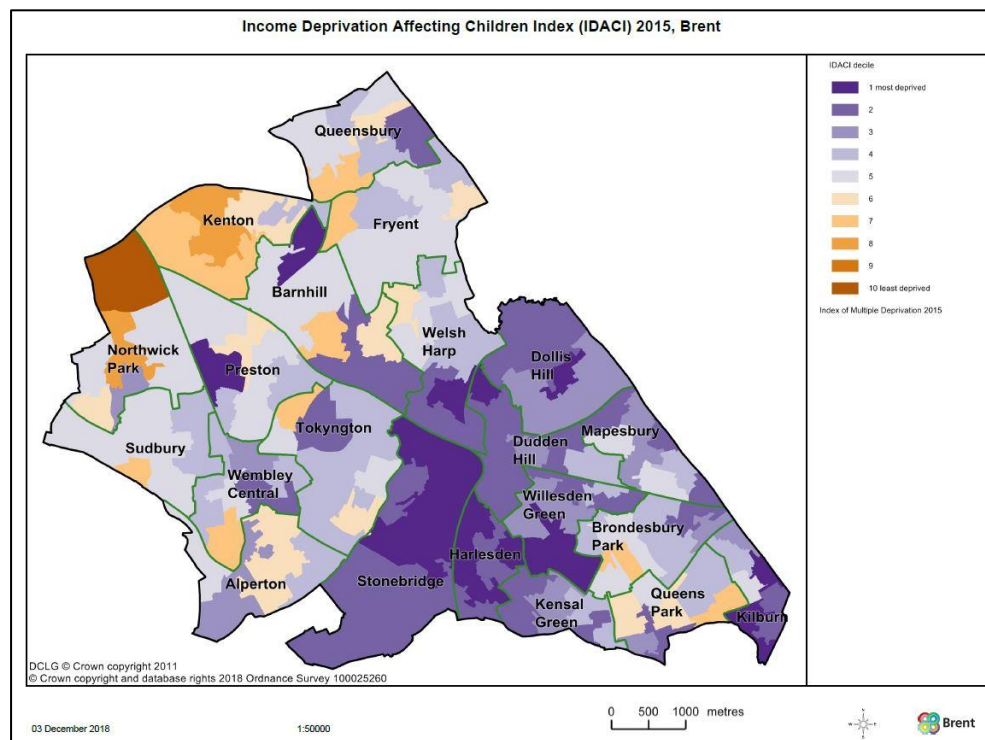 Income Deprivation Affecting Children Index (IDACI) 2015, Brent
IDACI decile
1 most deprived
2
3
4
5
6
7
8
9
10 least deprived
Index of Multiple Deprivation 2015
Queensbury
Kenton
Fryent
Barnhill
Welsh
Harp
Northwick
Park
Preston
Dollis
Hill
Tokyngton
Sudbury
Mapesbury
Dudden
Hill
Wembley
Central
Willesden
Green
Brondesbury
Park
Harlesden
Alperton
Stonebridge
Queens
Park
Kensal
Green
Kilburn
DCLG © Crown copyright 2011
© Crown copyright and database rights 2018 Ordnance Survey 100025260
03 December 2018
1:50000
0 500 1000 metres
N
W E
S
Brent